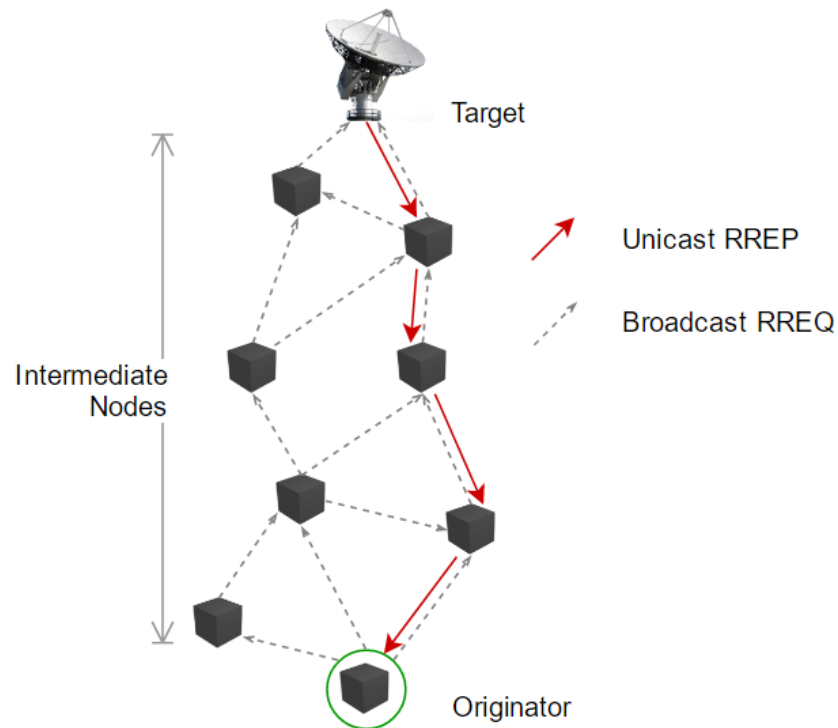 Target
Unicast RREP
Broadcast RREQ
Intermediate
Nodes
Originator